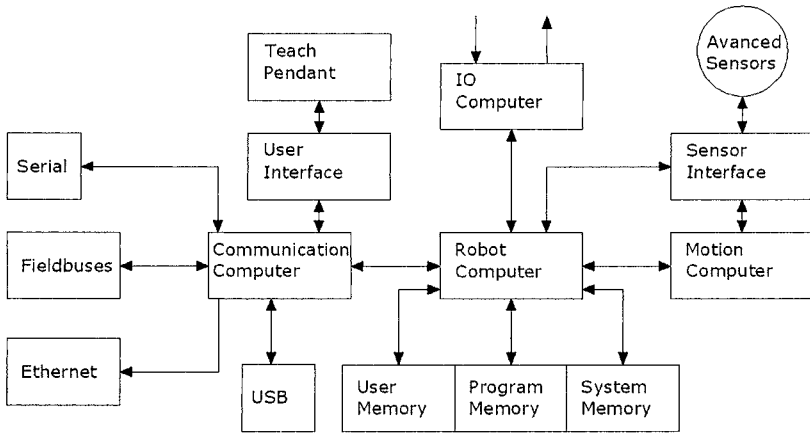 Teach
Pendant
IO
Computer
Avanced
Sensors
Serial
User
Interface
Sensor
Interface
Fieldbuses
Communication
Computer
Robot
Computer
Motion
Computer
Ethernet
USB
User
Memory
Program
Memory
System
Memory